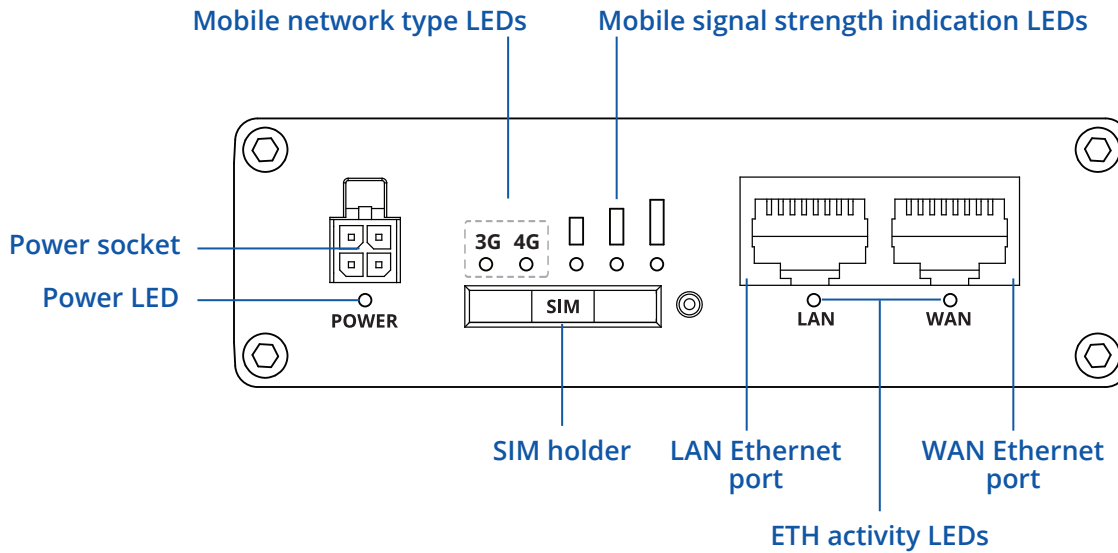 Mobile network type LEDs
Mobile signal strength indication LEDs
3G 4G
Power socket
Power LED
POWER
SIM
LAN
WAN
SIM holder
LAN Ethernet
port
WAN Ethernet
port
ETH activity LEDs